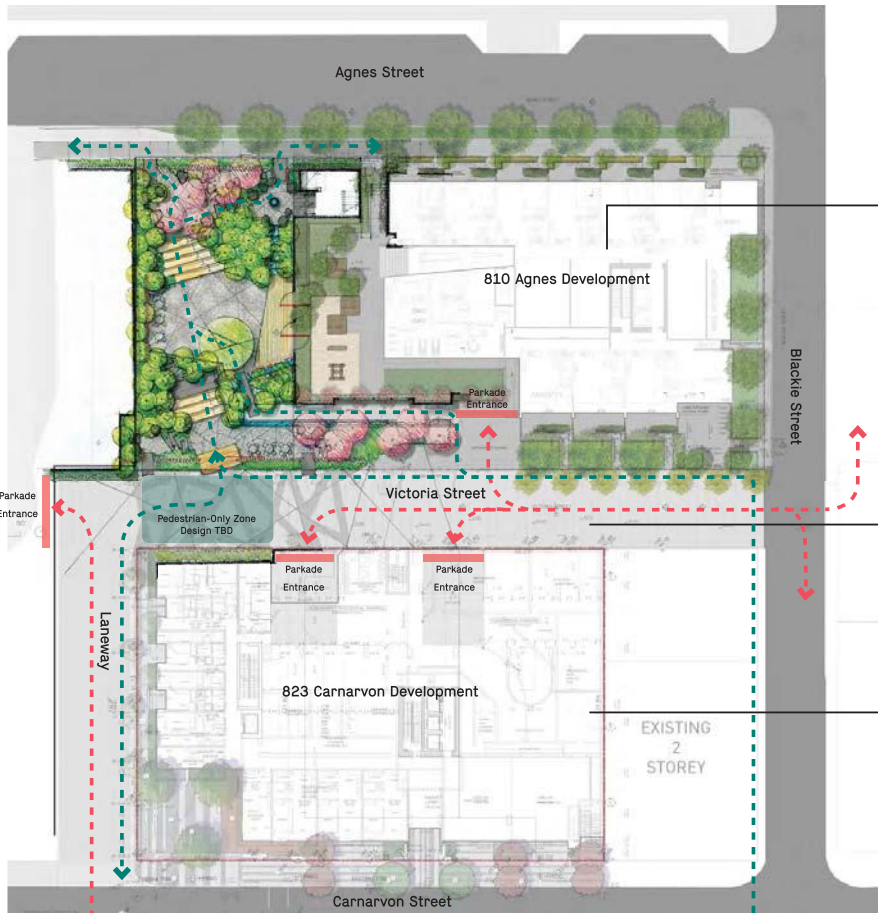 Agnes Street
810 Agnes Development
Blackie Street
Parkade
Entrance
Parkade
Entrance
Victoria Street
Pedestrian-Only Zone
Design TBD
Parkade
Entrance
Parkade
Entrance
Laneway
823 Carnarvon Development
EXISTING
2
STOREY
Carnarvon Street